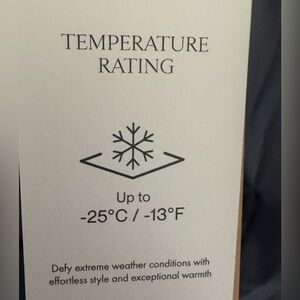 TEMPERATURE
RATING
Up to
-25°C / -13°F
Defy extreme weather conditions with
effortless style and exceptional warmth